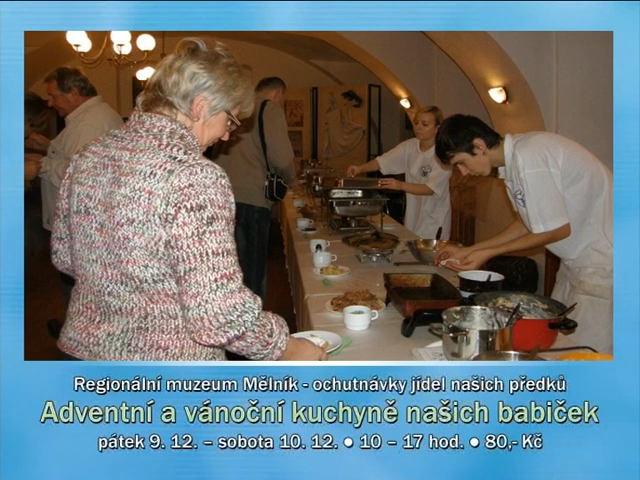 Regionální muzeum Mělník - ochutnávky jídel našich předků
Adventní a vánoční kuchyně našich babiček
pátek 9. 12. – sobota 10. 12. ● 10 – 17 hod. ● 80,- Kč